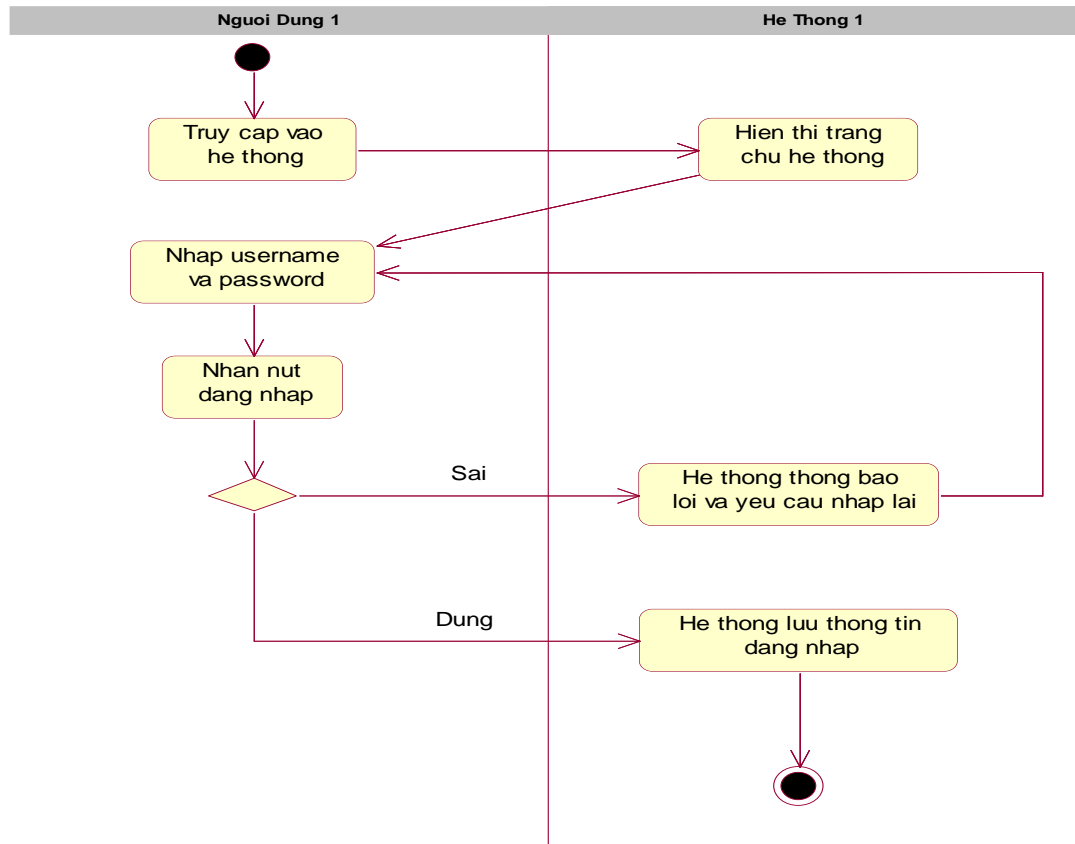 Nguoi Dung 1
He Thong 1
Truy cap vao
he thong
Hien thi trang
chu he thong
Nhap username
va password
Nhan nut
dang nhap
Sai
He thong thong bao
loi va yeu cau nhap lai
Dung
He thong luu thong tin
dang nhap